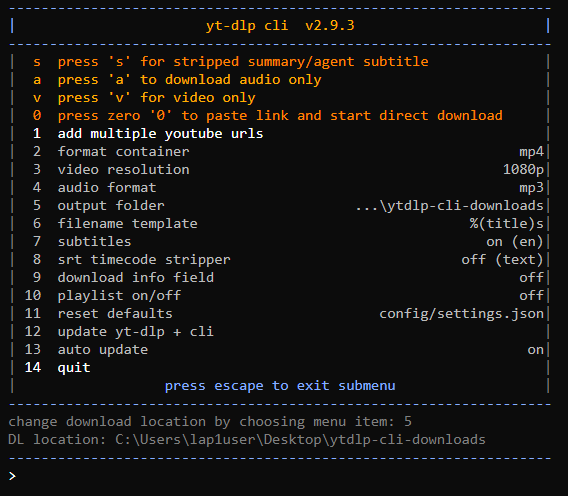 yt-dlp cli v2.9.3
s press 's' for stripped summary/agent subtitle
a press 'a' to download audio only
v press 'v' for video only
0 press zero '0' to paste link and start direct download
1 add multiple youtube urls
2 format container mp4
3 video resolution 1080p
4 audio format mp3
5 output folder ...\ytdlp-cli-downloads
6 filename template %(title)s
7 subtitles on (en)
8 srt timecode stripper off (text)
9 download info field off
10 playlist on/off off
11 reset defaults config/settings.json
12 update yt-dlp + cli
13 auto update on
14 quit
press escape to exit submenu
change download location by choosing menu item: 5
DL location: C:\Users\lap1user\Desktop\ytdlp-cli-downloads
>